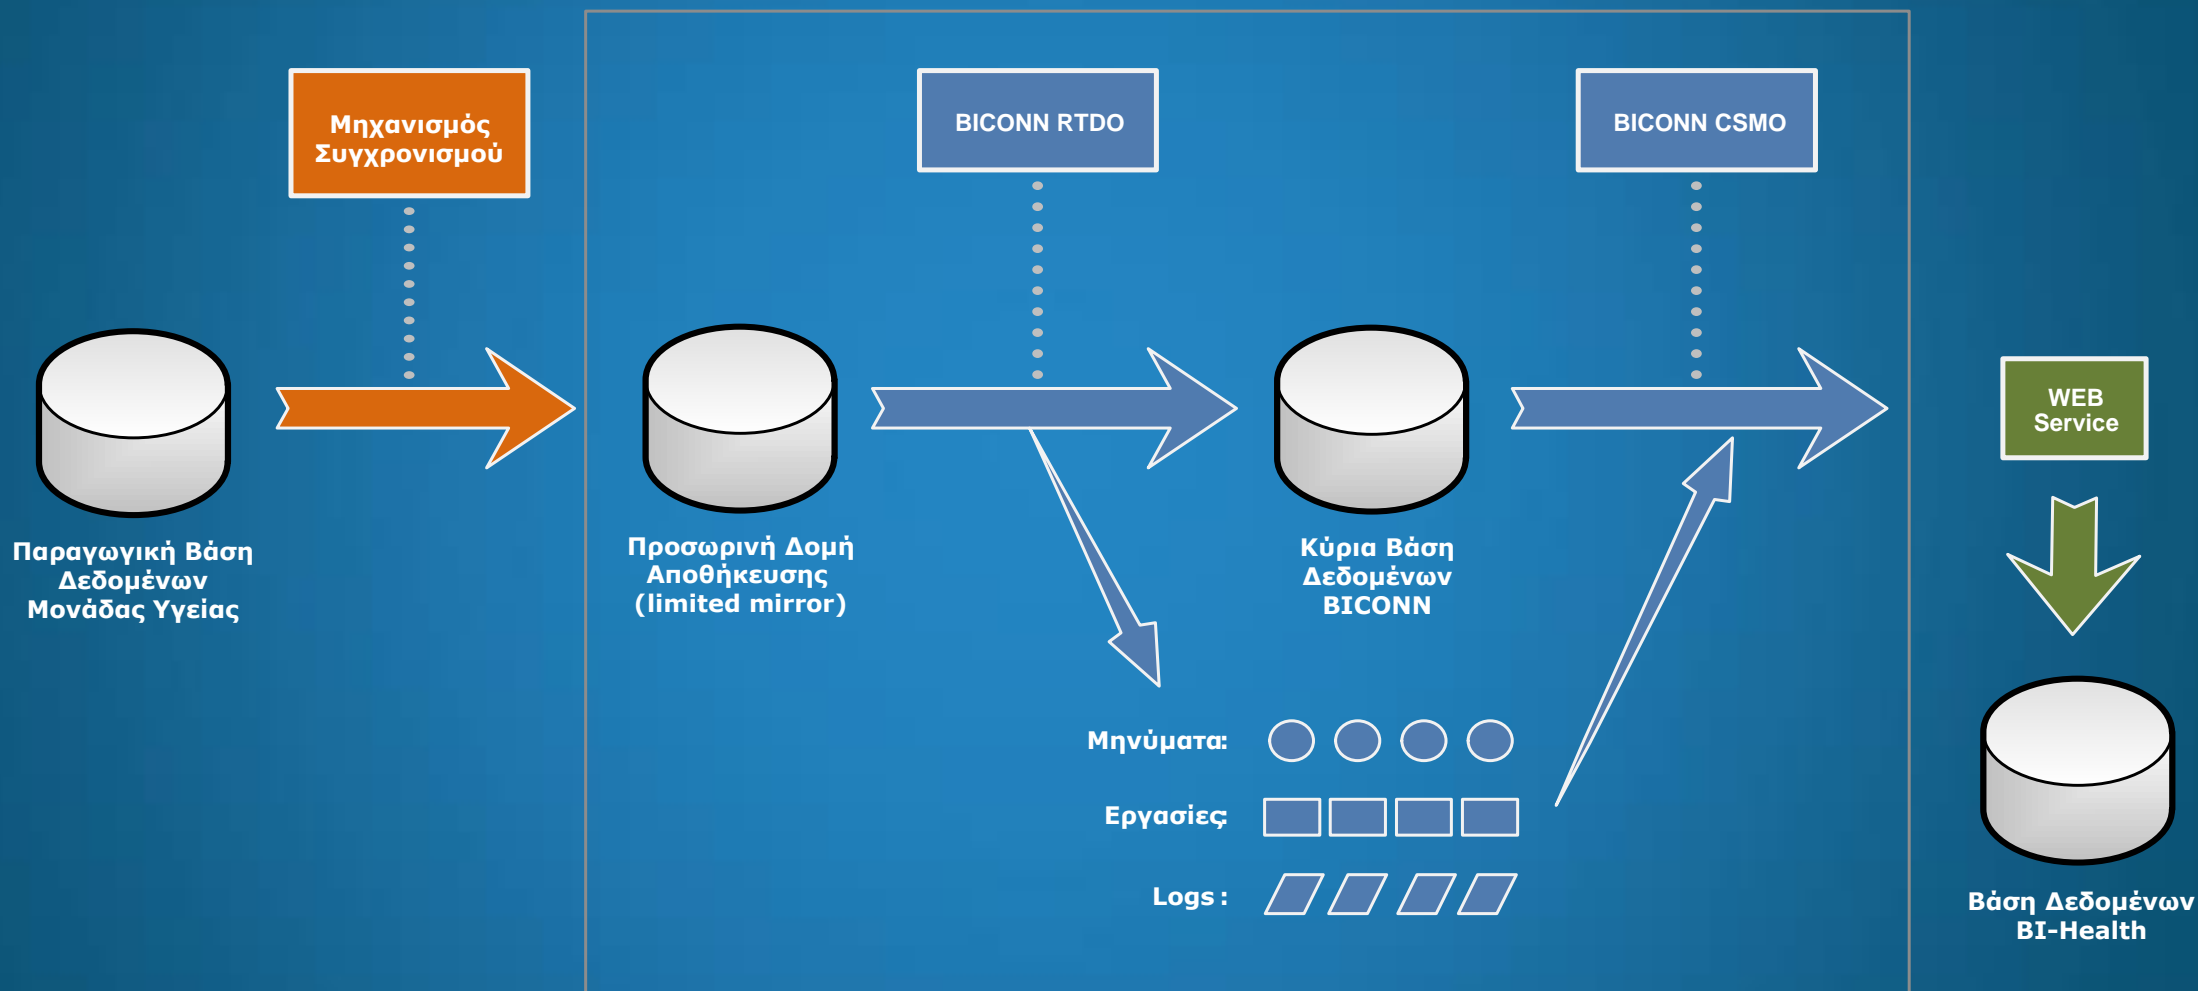 Μηχανισμός
Συγχρονισμού
BICONN RTDO
BICONN CSMO
Παραγωγική Βάση
Δεδομένων
Μονάδας Υγείας
Προσωρινή Δομή
Αποθήκευσης
(limited mirror)
Κύρια Βάση
Δεδομένων
BICONN
WEB
Service
Μηνύματα:
Εργασίες:
Logs :
Βάση Δεδομένων
BI-Health